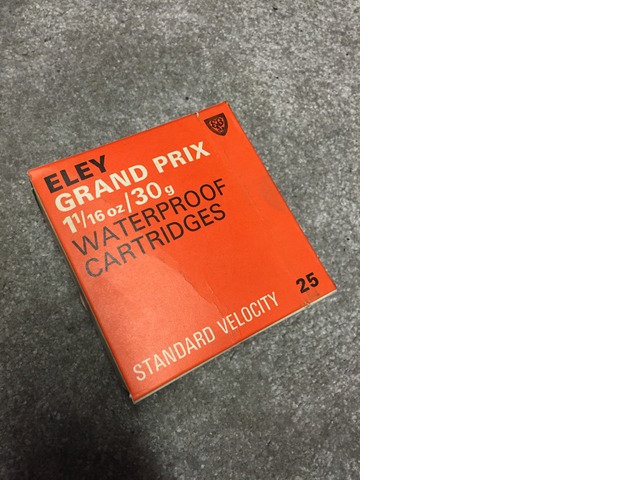 ELEY
GRAND PRIX
1 1/16 oz/30g
WATERPROOF
CARTRIDGES
25
STANDARD VELOCITY